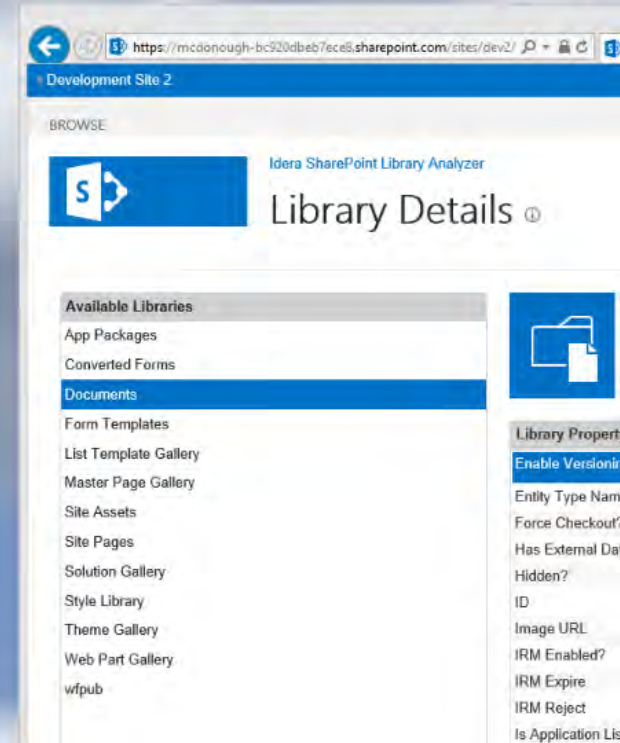 https://mcdonough-bc920dbeb7ece8.sharepoint.com/sites/dev2/
Development Site 2
BROWSE
Idera SharePoint Library Analyzer
Library Details
Available Libraries
App Packages
Converted Forms
Documents
Form Templates
List Template Gallery
Master Page Gallery
Site Assets
Site Pages
Solution Gallery
Style Library
Theme Gallery
Web Part Gallery
wfpub
Library Propert
Enable Versionin
Entity Type Nam
Force Checkout?
Has External Dat
Hidden?
ID
Image URL
IRM Enabled?
IRM Expire
IRM Reject
Is Application Lis